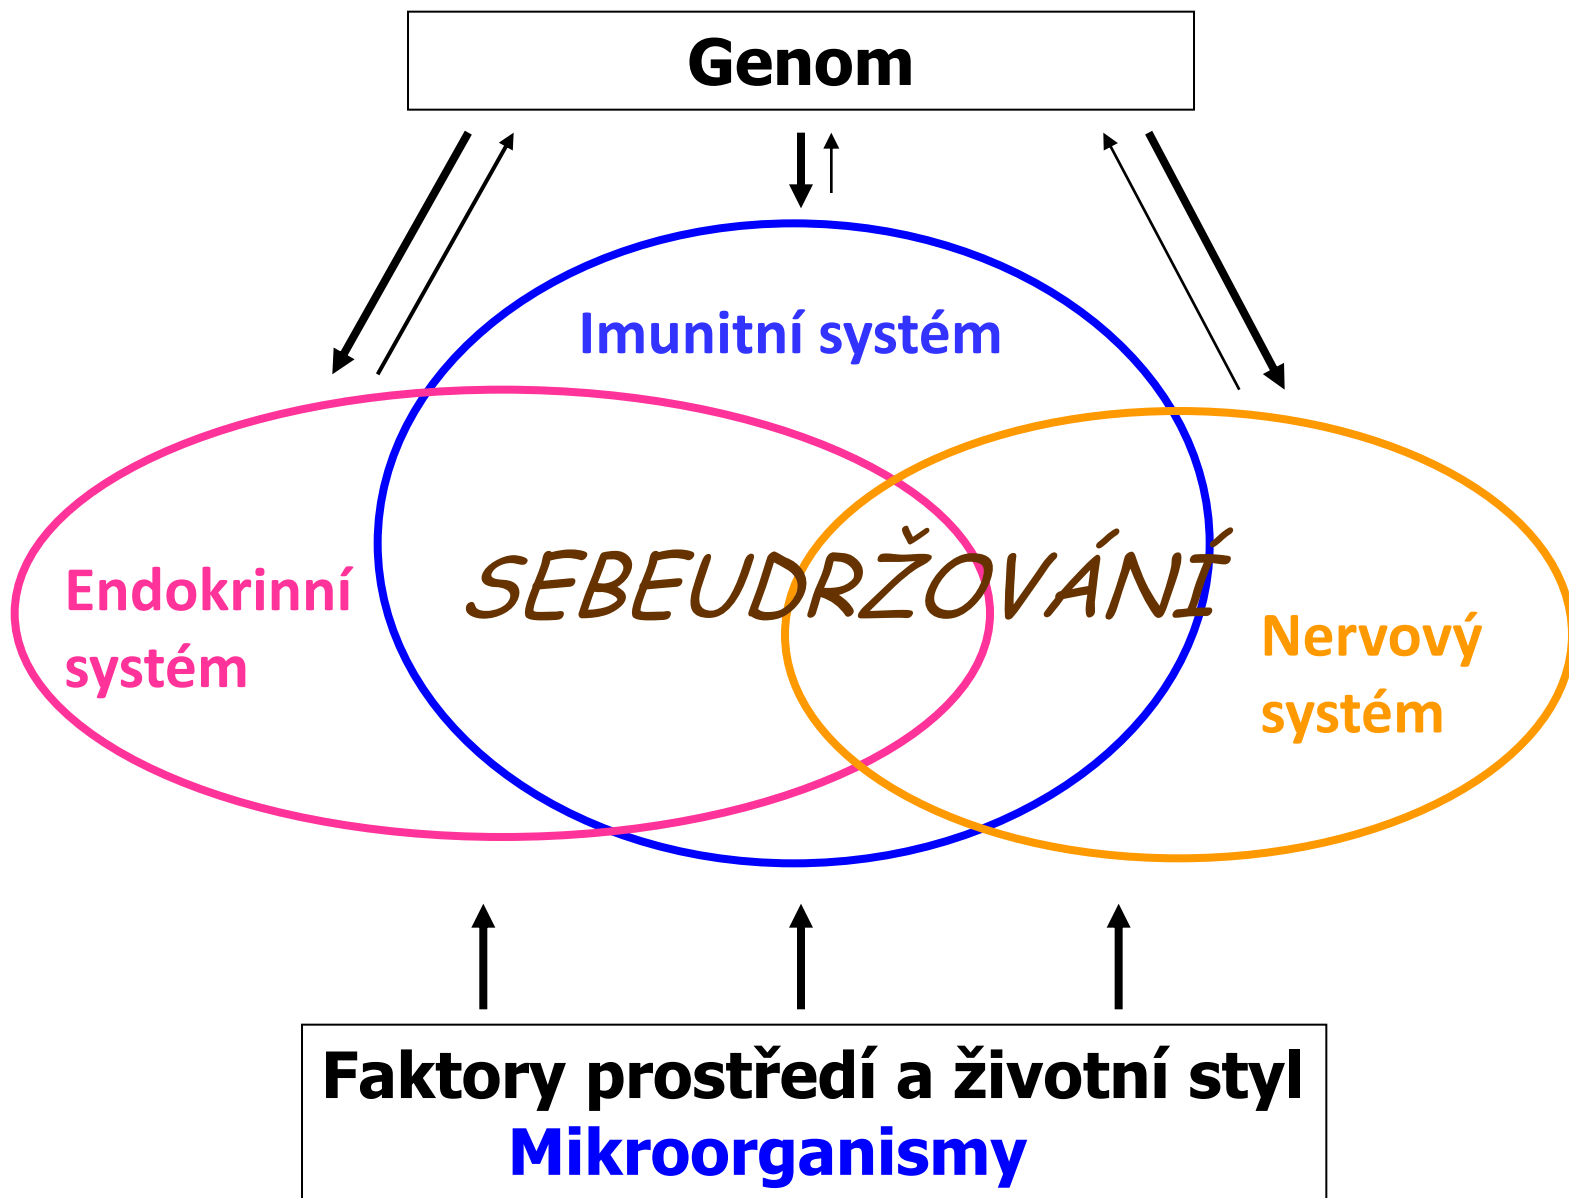 Genom
Imunitní systém
SEBEUDRŽOVÁNÍ
Endokrinní
systém
Nervový
systém
Faktory prostředí a životní styl
Mikroorganismy